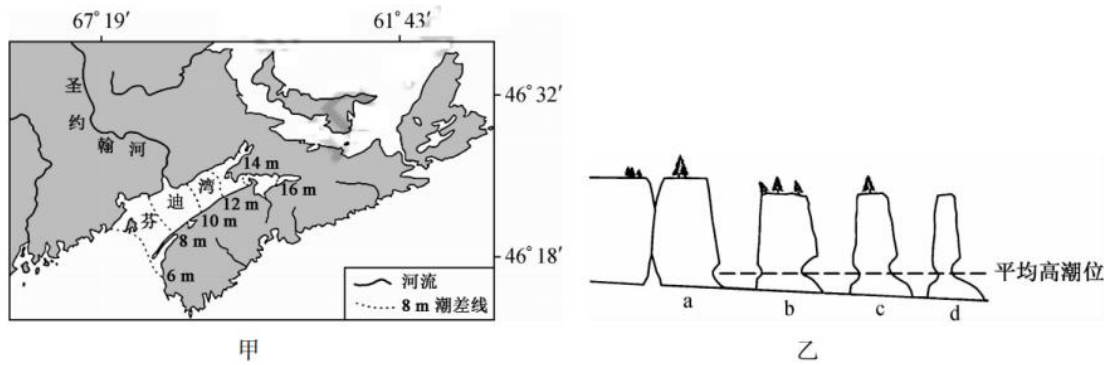 67°19′
61°43′
46°32′
46°18′
圣
约
翰 河
芬 迪 湾
14 m
16 m
12 m
10 m
8 m
6 m
河流
8 m 潮差线
甲
平均高潮位
a
b
c
d
乙